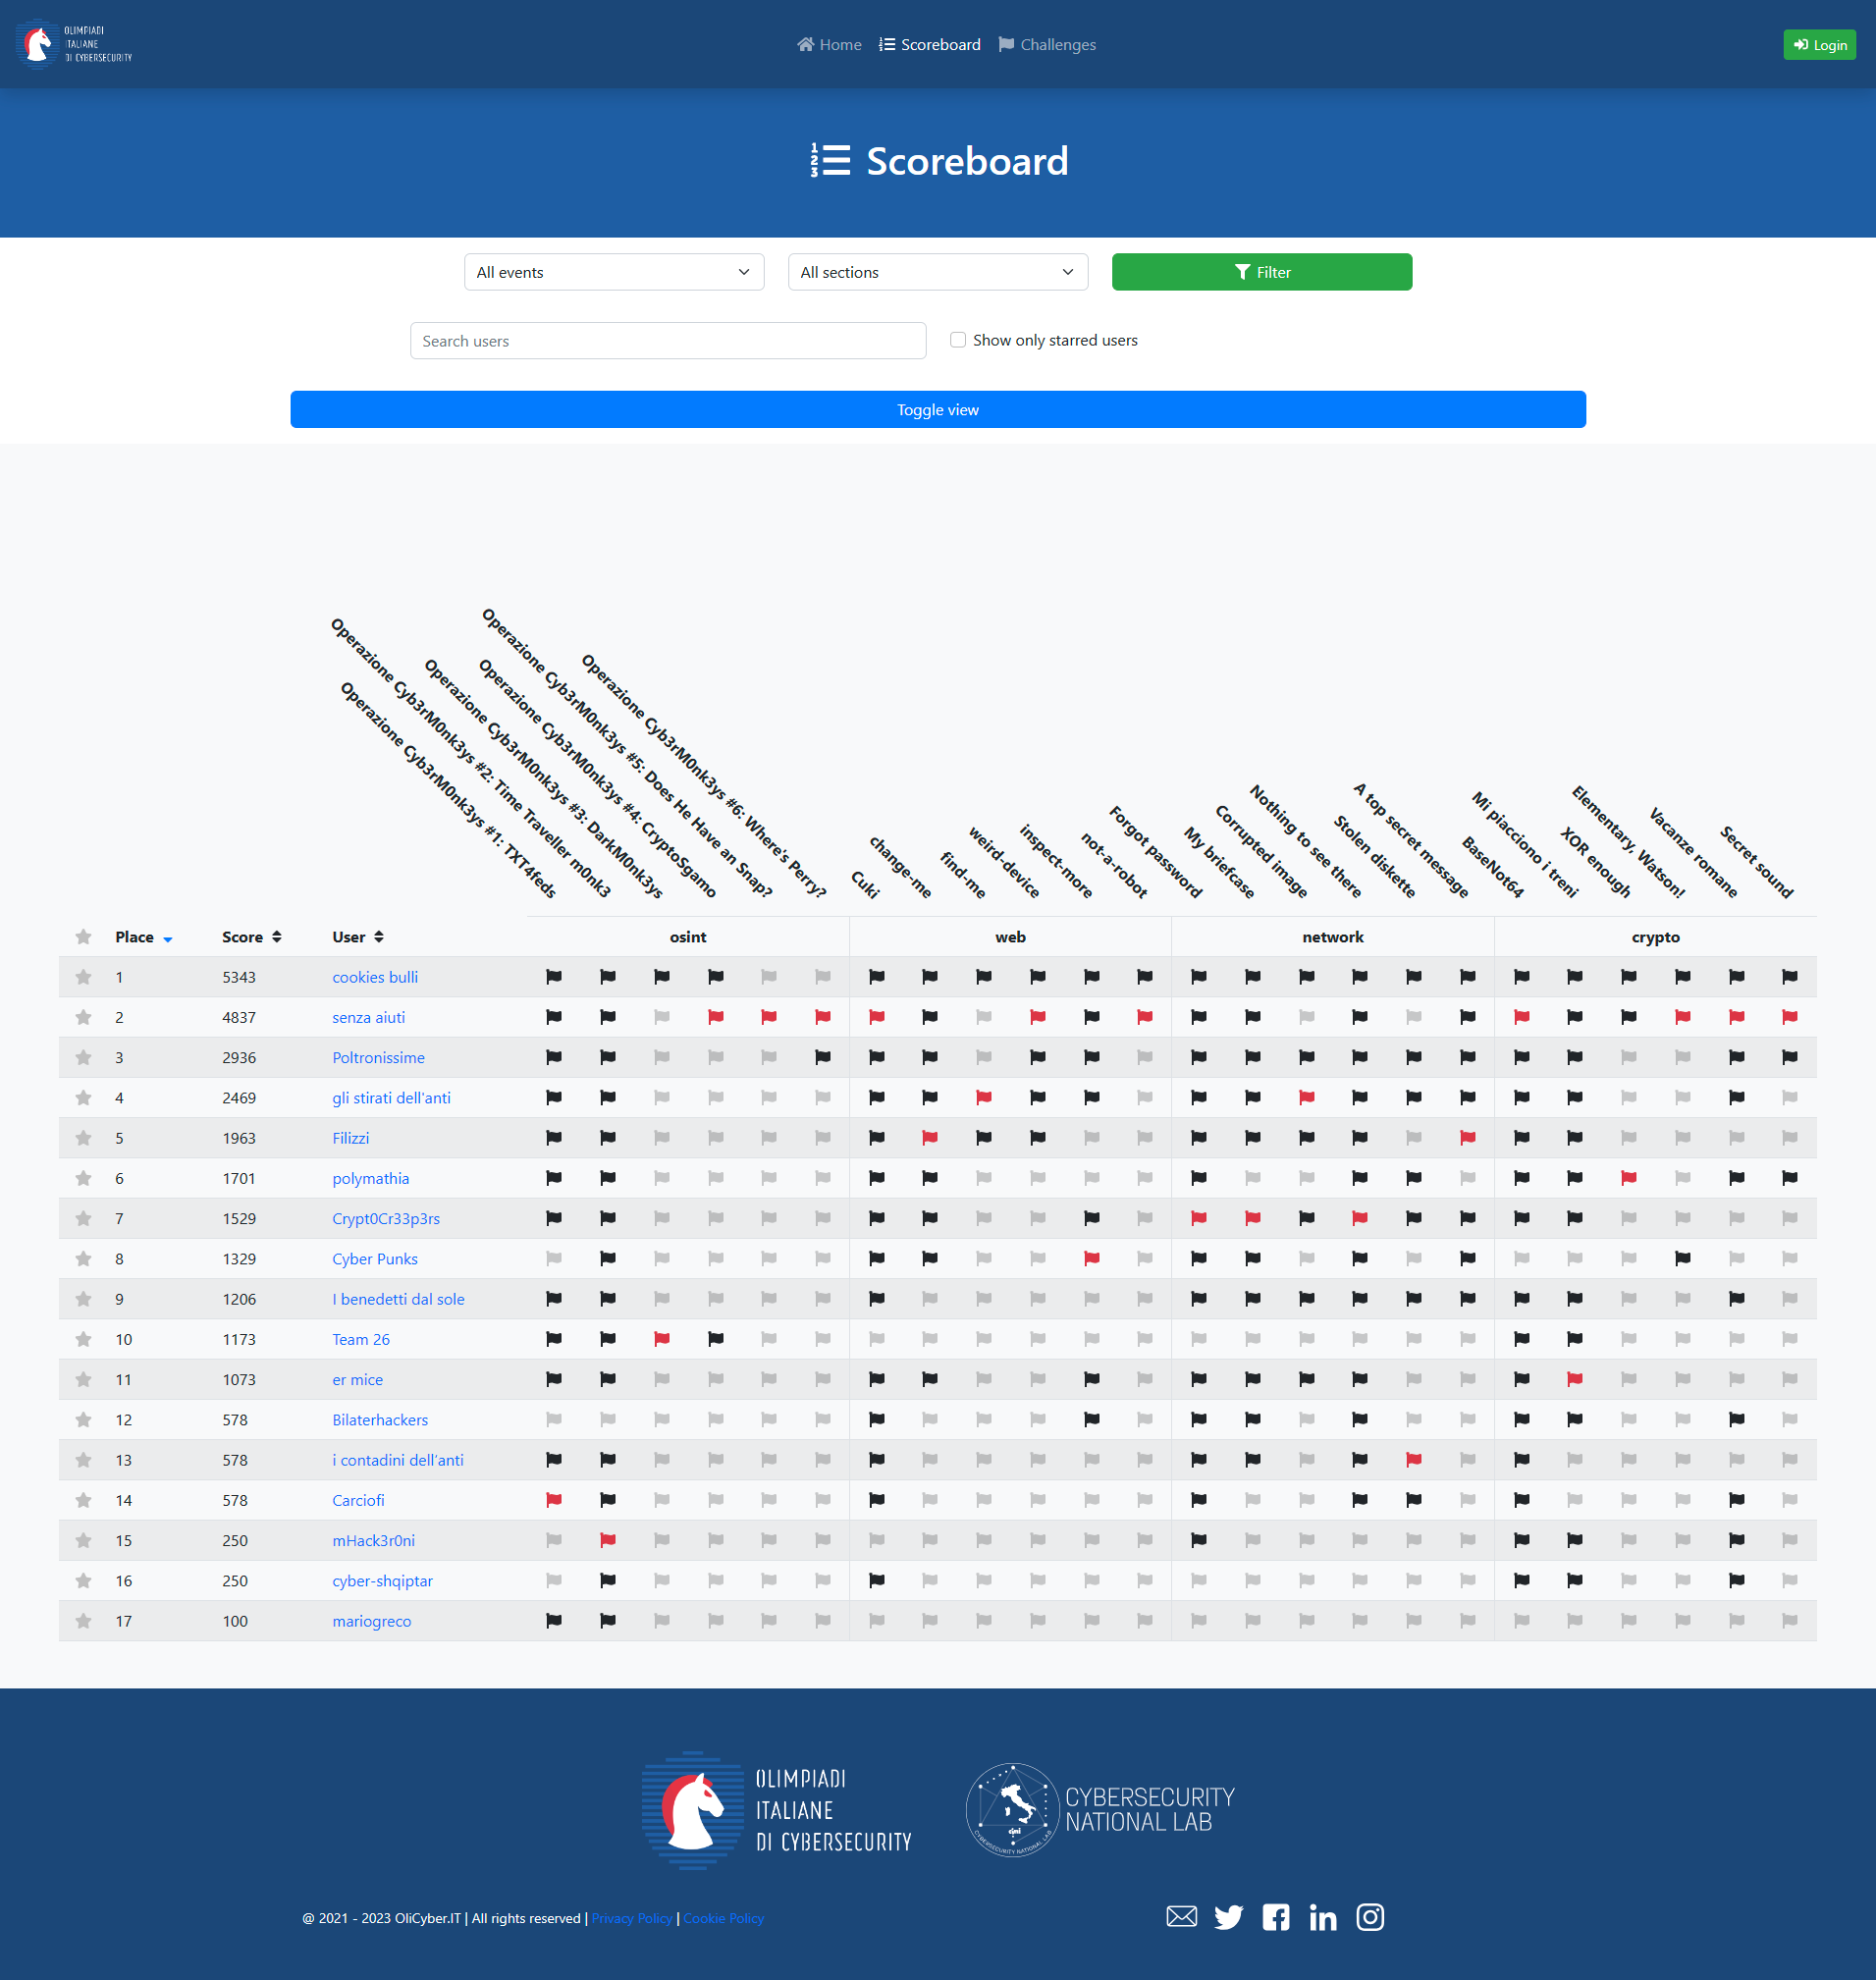 OLIMPIADI
ITALIANE
DI CYBERSECURITY
Home Scoreboard Challenges
Login
Scoreboard
All events All sections Filter
Search users Show only starred users
Toggle view
Operazione Cyb3rM0nk3ys #1: TXT4feds
Operazione Cyb3rM0nk3ys #2: Time Traveller m0nk3
Operazione Cyb3rM0nk3ys #3: DarkM0nk3ys
Operazione Cyb3rM0nk3ys #4: CryptoSgamo
Operazione Cyb3rM0nk3ys #5: Does He Have an Snap?
Operazione Cyb3rM0nk3ys #6: Where's Perry?
Cuki
change-me
find-me
weird-device
inspect-more
not-a-robot
Forgot password
My briefcase
Corrupted image
Nothing to see there
Stolen diskette
A top secret message
BaseNot64
Mi piacciono i treni
XOR enough
Elementary, Watson!
Vacanze romane
Secret sound
Place Score User osint web network crypto
1 5343 cookies bulli
2 4837 senza aiuti
3 2936 Poltronissime
4 2469 gli stirati dell'anti
5 1963 Filizzi
6 1701 polymathia
7 1529 Crypt0Cr33p3rs
8 1329 Cyber Punks
9 1206 I benedetti dal sole
10 1173 Team 26
11 1073 er mice
12 578 Bilaterhackers
13 578 i contadini dell'anti
14 578 Carciofi
15 250 mHack3r0ni
16 250 cyber-shqiptar
17 100 mariogreco
OLIMPIADI
ITALIANE
DI CYBERSECURITY
CYBERSECURITY
NATIONAL LAB
cini
CYBERSECURITY NATIONAL LAB
@ 2021 - 2023 OliCyber.IT | All rights reserved | Privacy Policy | Cookie Policy